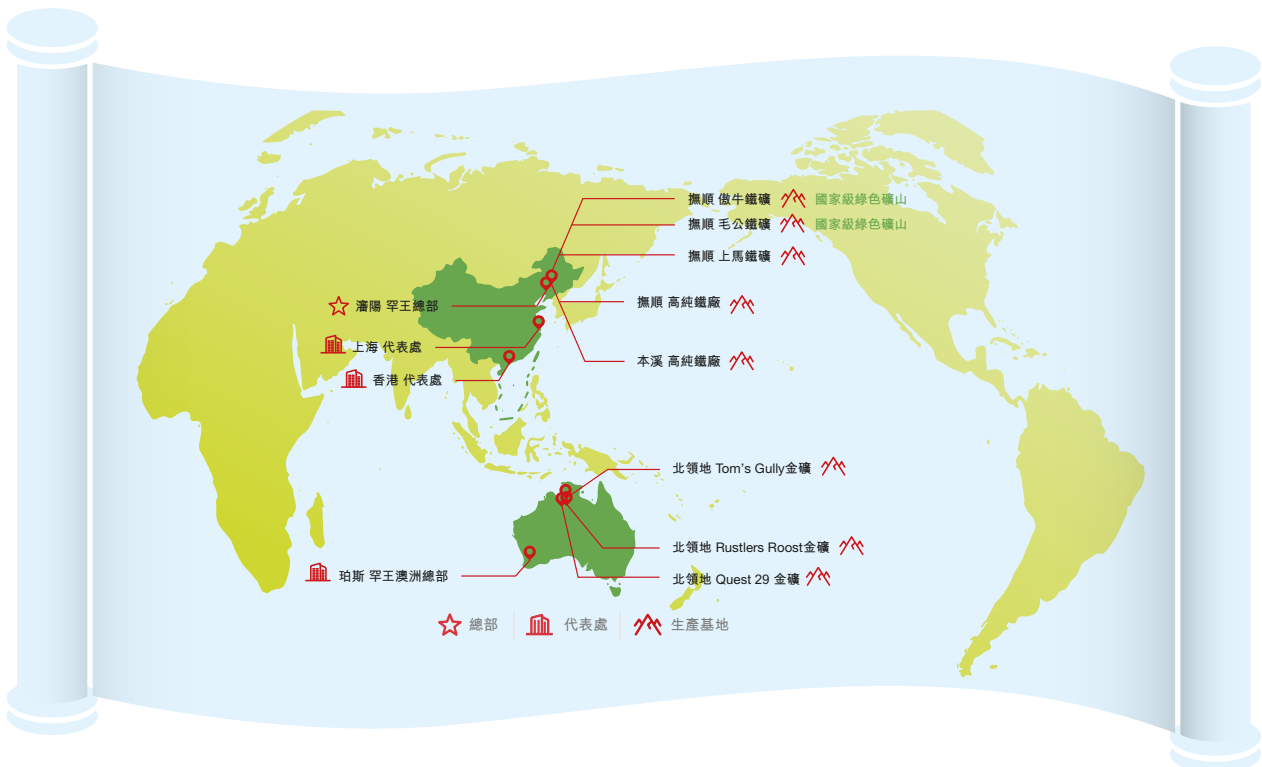 撫順 傲牛鐵礦 國家級綠色礦山
撫順 毛公鐵礦 國家級綠色礦山
撫順 上馬鐵礦
瀋陽 罕王總部
撫順 高純鐵廠
上海 代表處
本溪 高純鐵廠
香港 代表處
北領地 Tom’s Gully金礦
北領地 Rustlers Roost金礦
珀斯 罕王澳洲總部
北領地 Quest 29 金礦
總部 代表處 生產基地